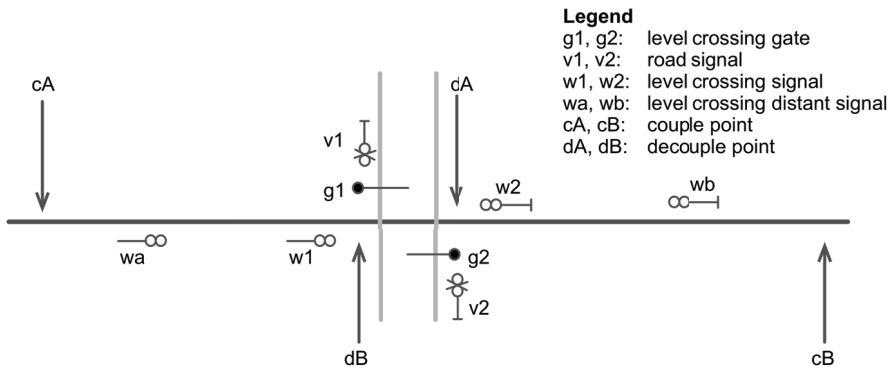 Legend
g1, g2: level crossing gate
v1, v2: road signal
w1, w2: level crossing signal
wa, wb: level crossing distant signal
cA, cB: couple point
dA, dB: decouple point
cA
dA
v1
g1
w2
wb
wa
w1
g2
v2
dB
cB